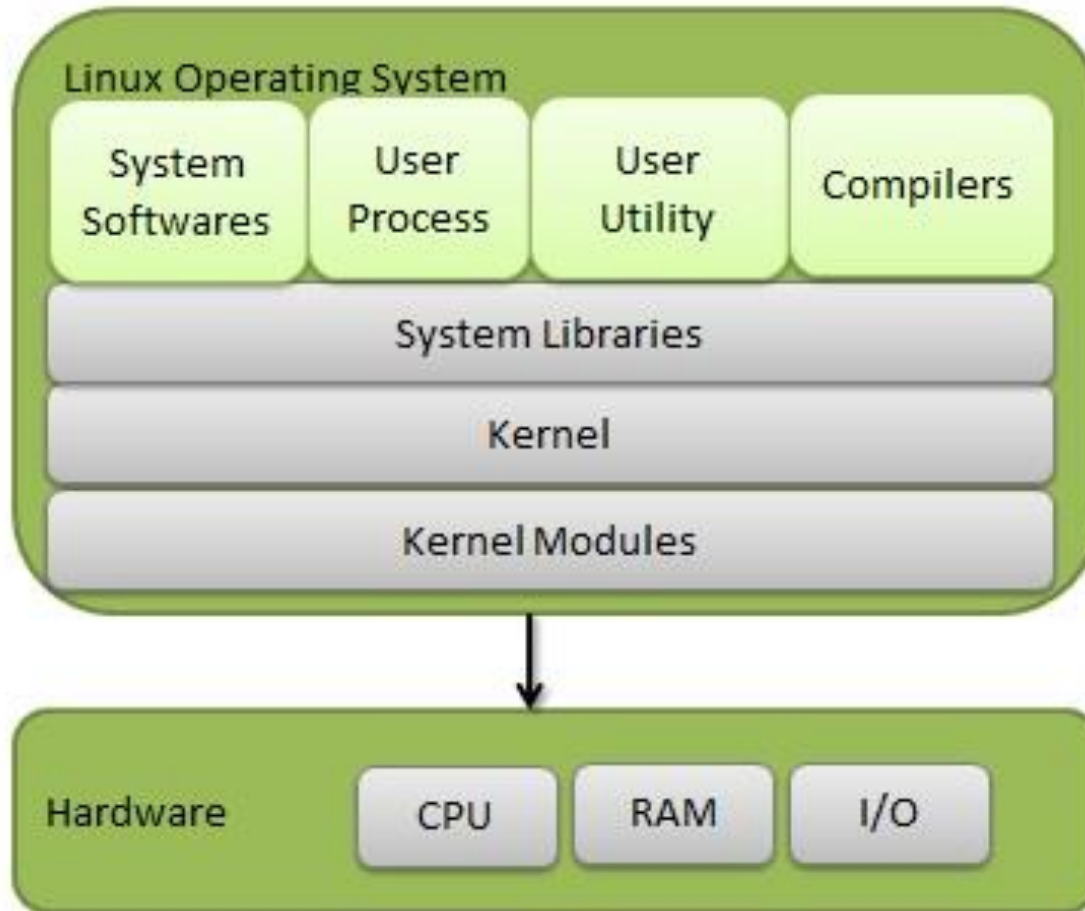 Linux Operating System
System
Softwares
User
Process
User
Utility
Compilers
System Libraries
Kernel
Kernel Modules
Hardware
CPU
RAM
I/O